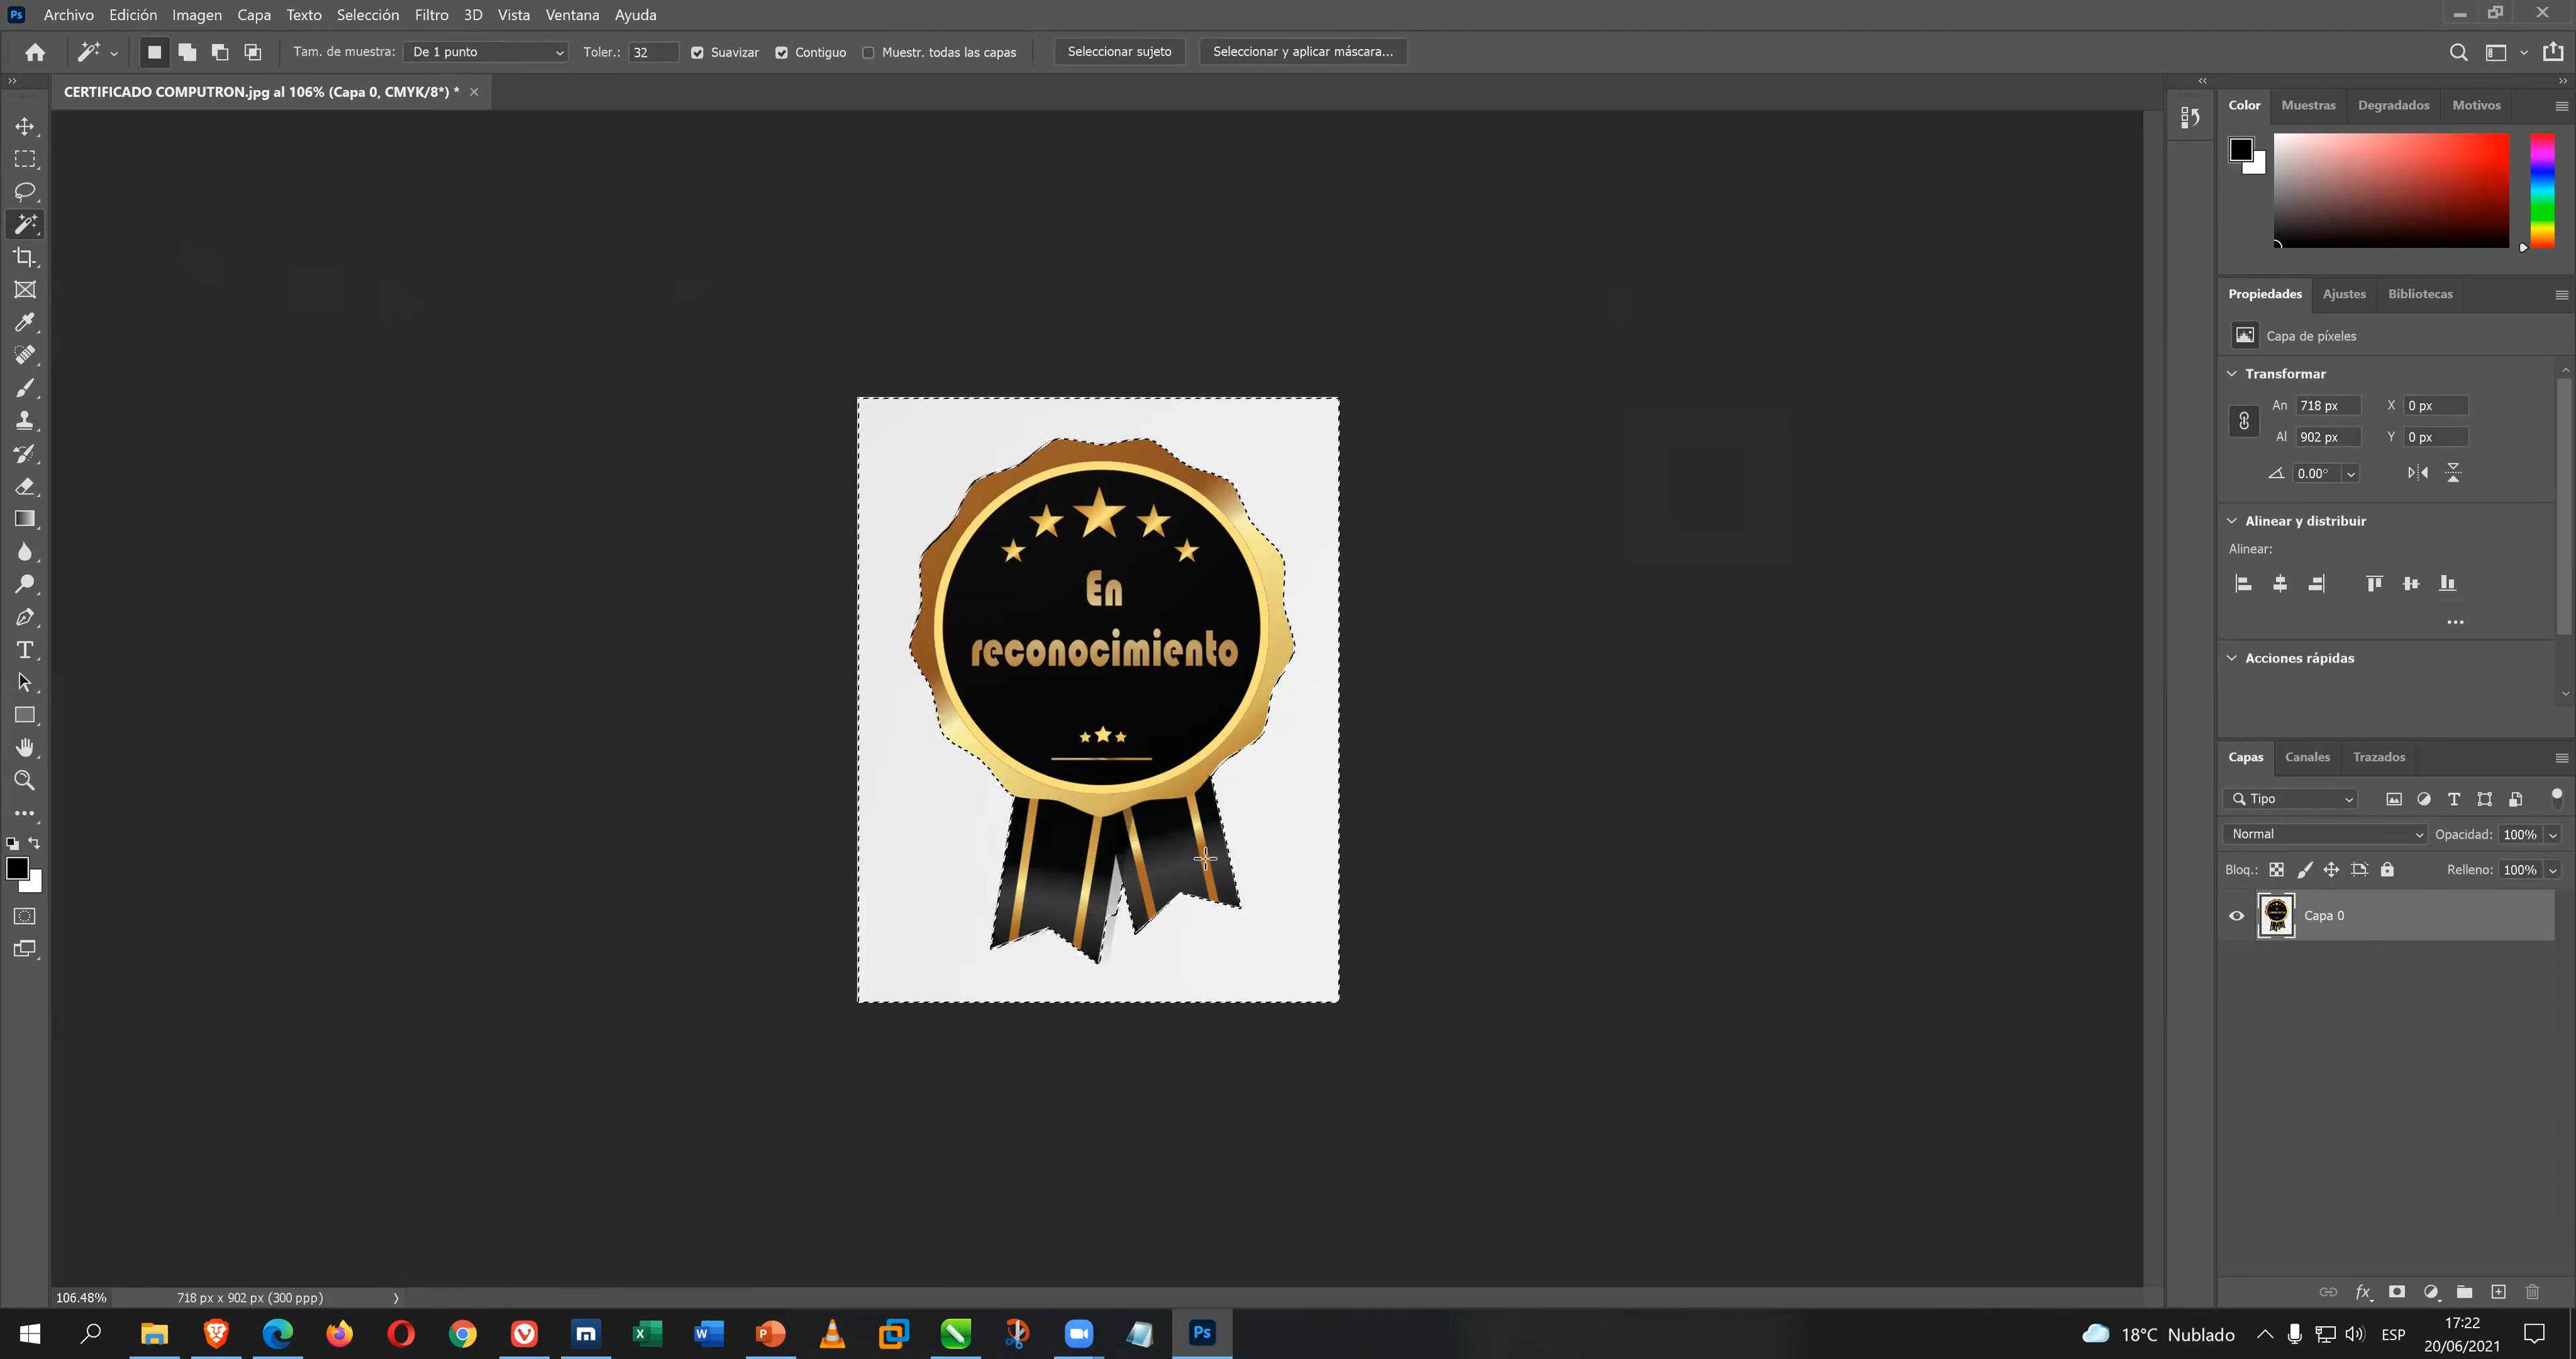 Ps Archivo Edición Imagen Capa Texto Selección Filtro 3D Vista Ventana Ayuda
Tam. de muestra: De 1 punto Toler.: 32 Suavizar Contiguo Muestr. todas las capas Seleccionar sujeto Seleccionar y aplicar máscara...
CERTIFICADO COMPUTRON.jpg al 106% (Capa 0, CMYK/8*) *
Color Muestras Degradados Motivos
Propiedades Ajustes Bibliotecas
Capa de píxeles
Transformar
An 718 px X 0 px
Al 902 px Y 0 px
0.00°
Alinear y distribuir
Alinear:
Acciones rápidas
En
reconocimiento
Capas Canales Trazados
Tipo
Normal Opacidad: 100%
Bloq.: Relleno: 100%
Capa 0
fx
106.48% 718 px x 902 px (300 ppp)
18°C Nublado ESP
17:22
20/06/2021
Ps